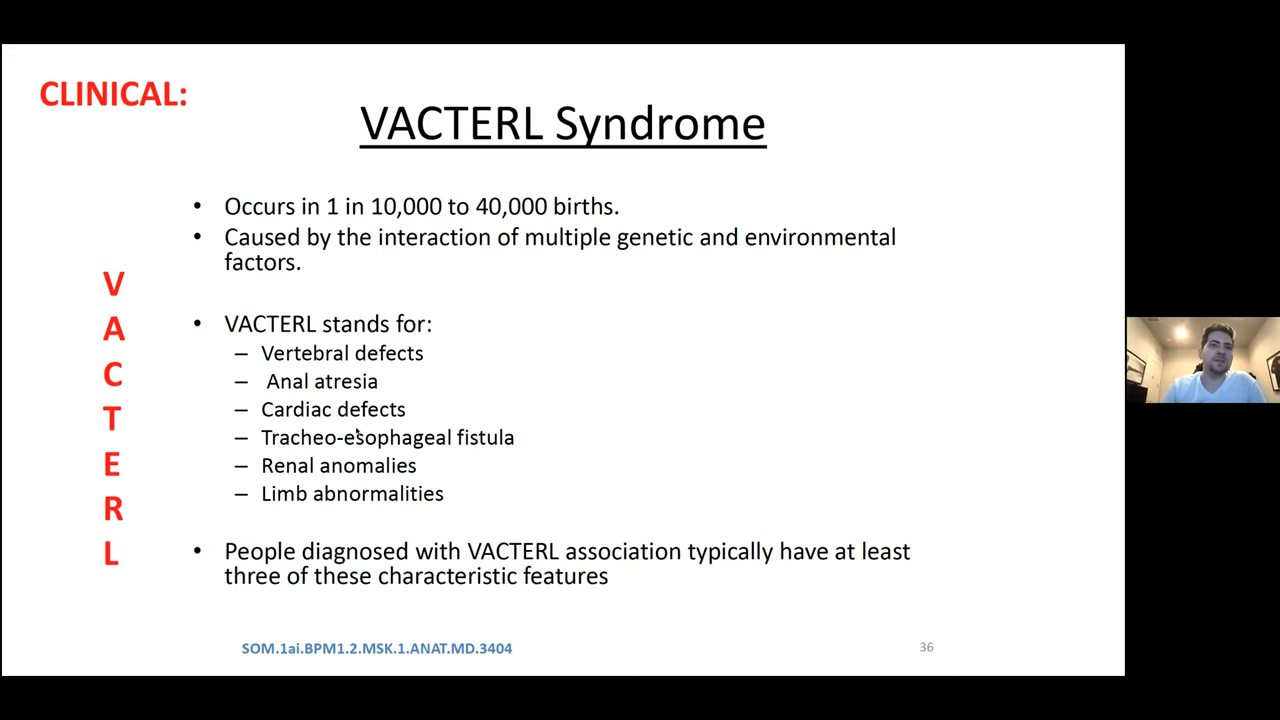 CLINICAL:
VACTERL Syndrome
• Occurs in 1 in 10,000 to 40,000 births.
• Caused by the interaction of multiple genetic and environmental
factors.
V
A
C
T
E
R
L
• VACTERL stands for:
– Vertebral defects
– Anal atresia
– Cardiac defects
– Tracheo-esophageal fistula
– Renal anomalies
– Limb abnormalities
• People diagnosed with VACTERL association typically have at least
three of these characteristic features
SOM.1ai.BPM1.2.MSK.1.ANAT.MD.3404
36